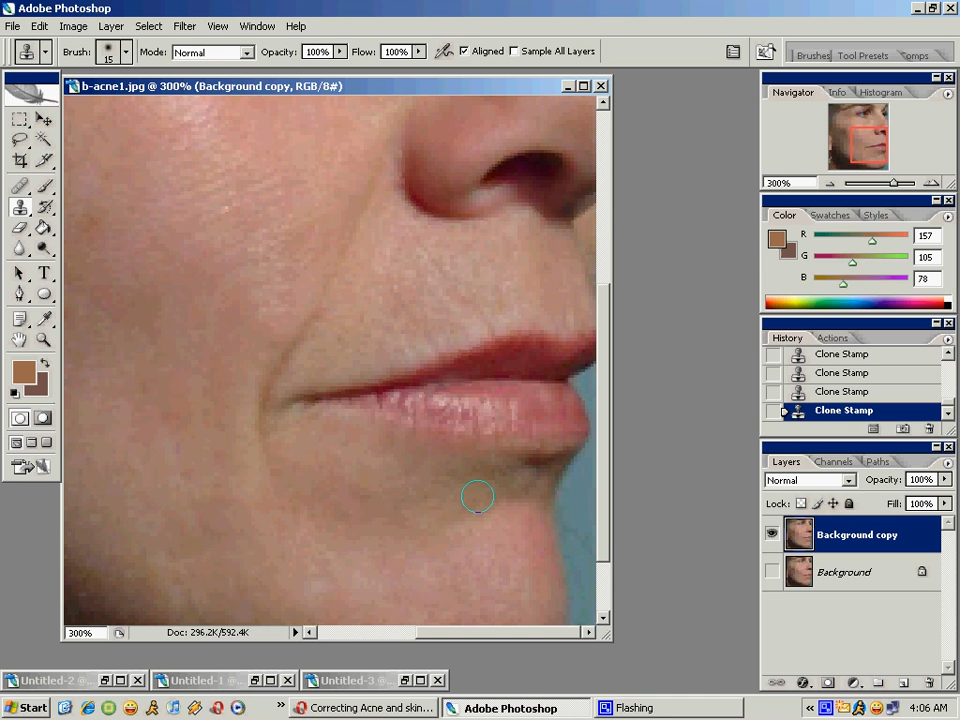 Adobe Photoshop
File Edit Image Layer Select Filter View Window Help
Brush: 15 Mode: Normal Opacity: 100% Flow: 100% Aligned Sample All Layers
Brushes Tool Presets Comps
b-acne1.jpg @ 300% (Background copy, RGB/8#)
Navigator Info Histogram
300%
Color Swatches Styles
R 157
G 105
B 78
History Actions
Clone Stamp
Clone Stamp
Clone Stamp
Clone Stamp
Layers Channels Paths
Normal Opacity: 100%
Lock: Fill: 100%
Background copy
Background
300% Doc: 296.2K/592.4K
Untitled-2 @... Untitled-1 @... Untitled-3 @...
Start » Correcting Acne and skin... Adobe Photoshop Flashing « 4:06 AM